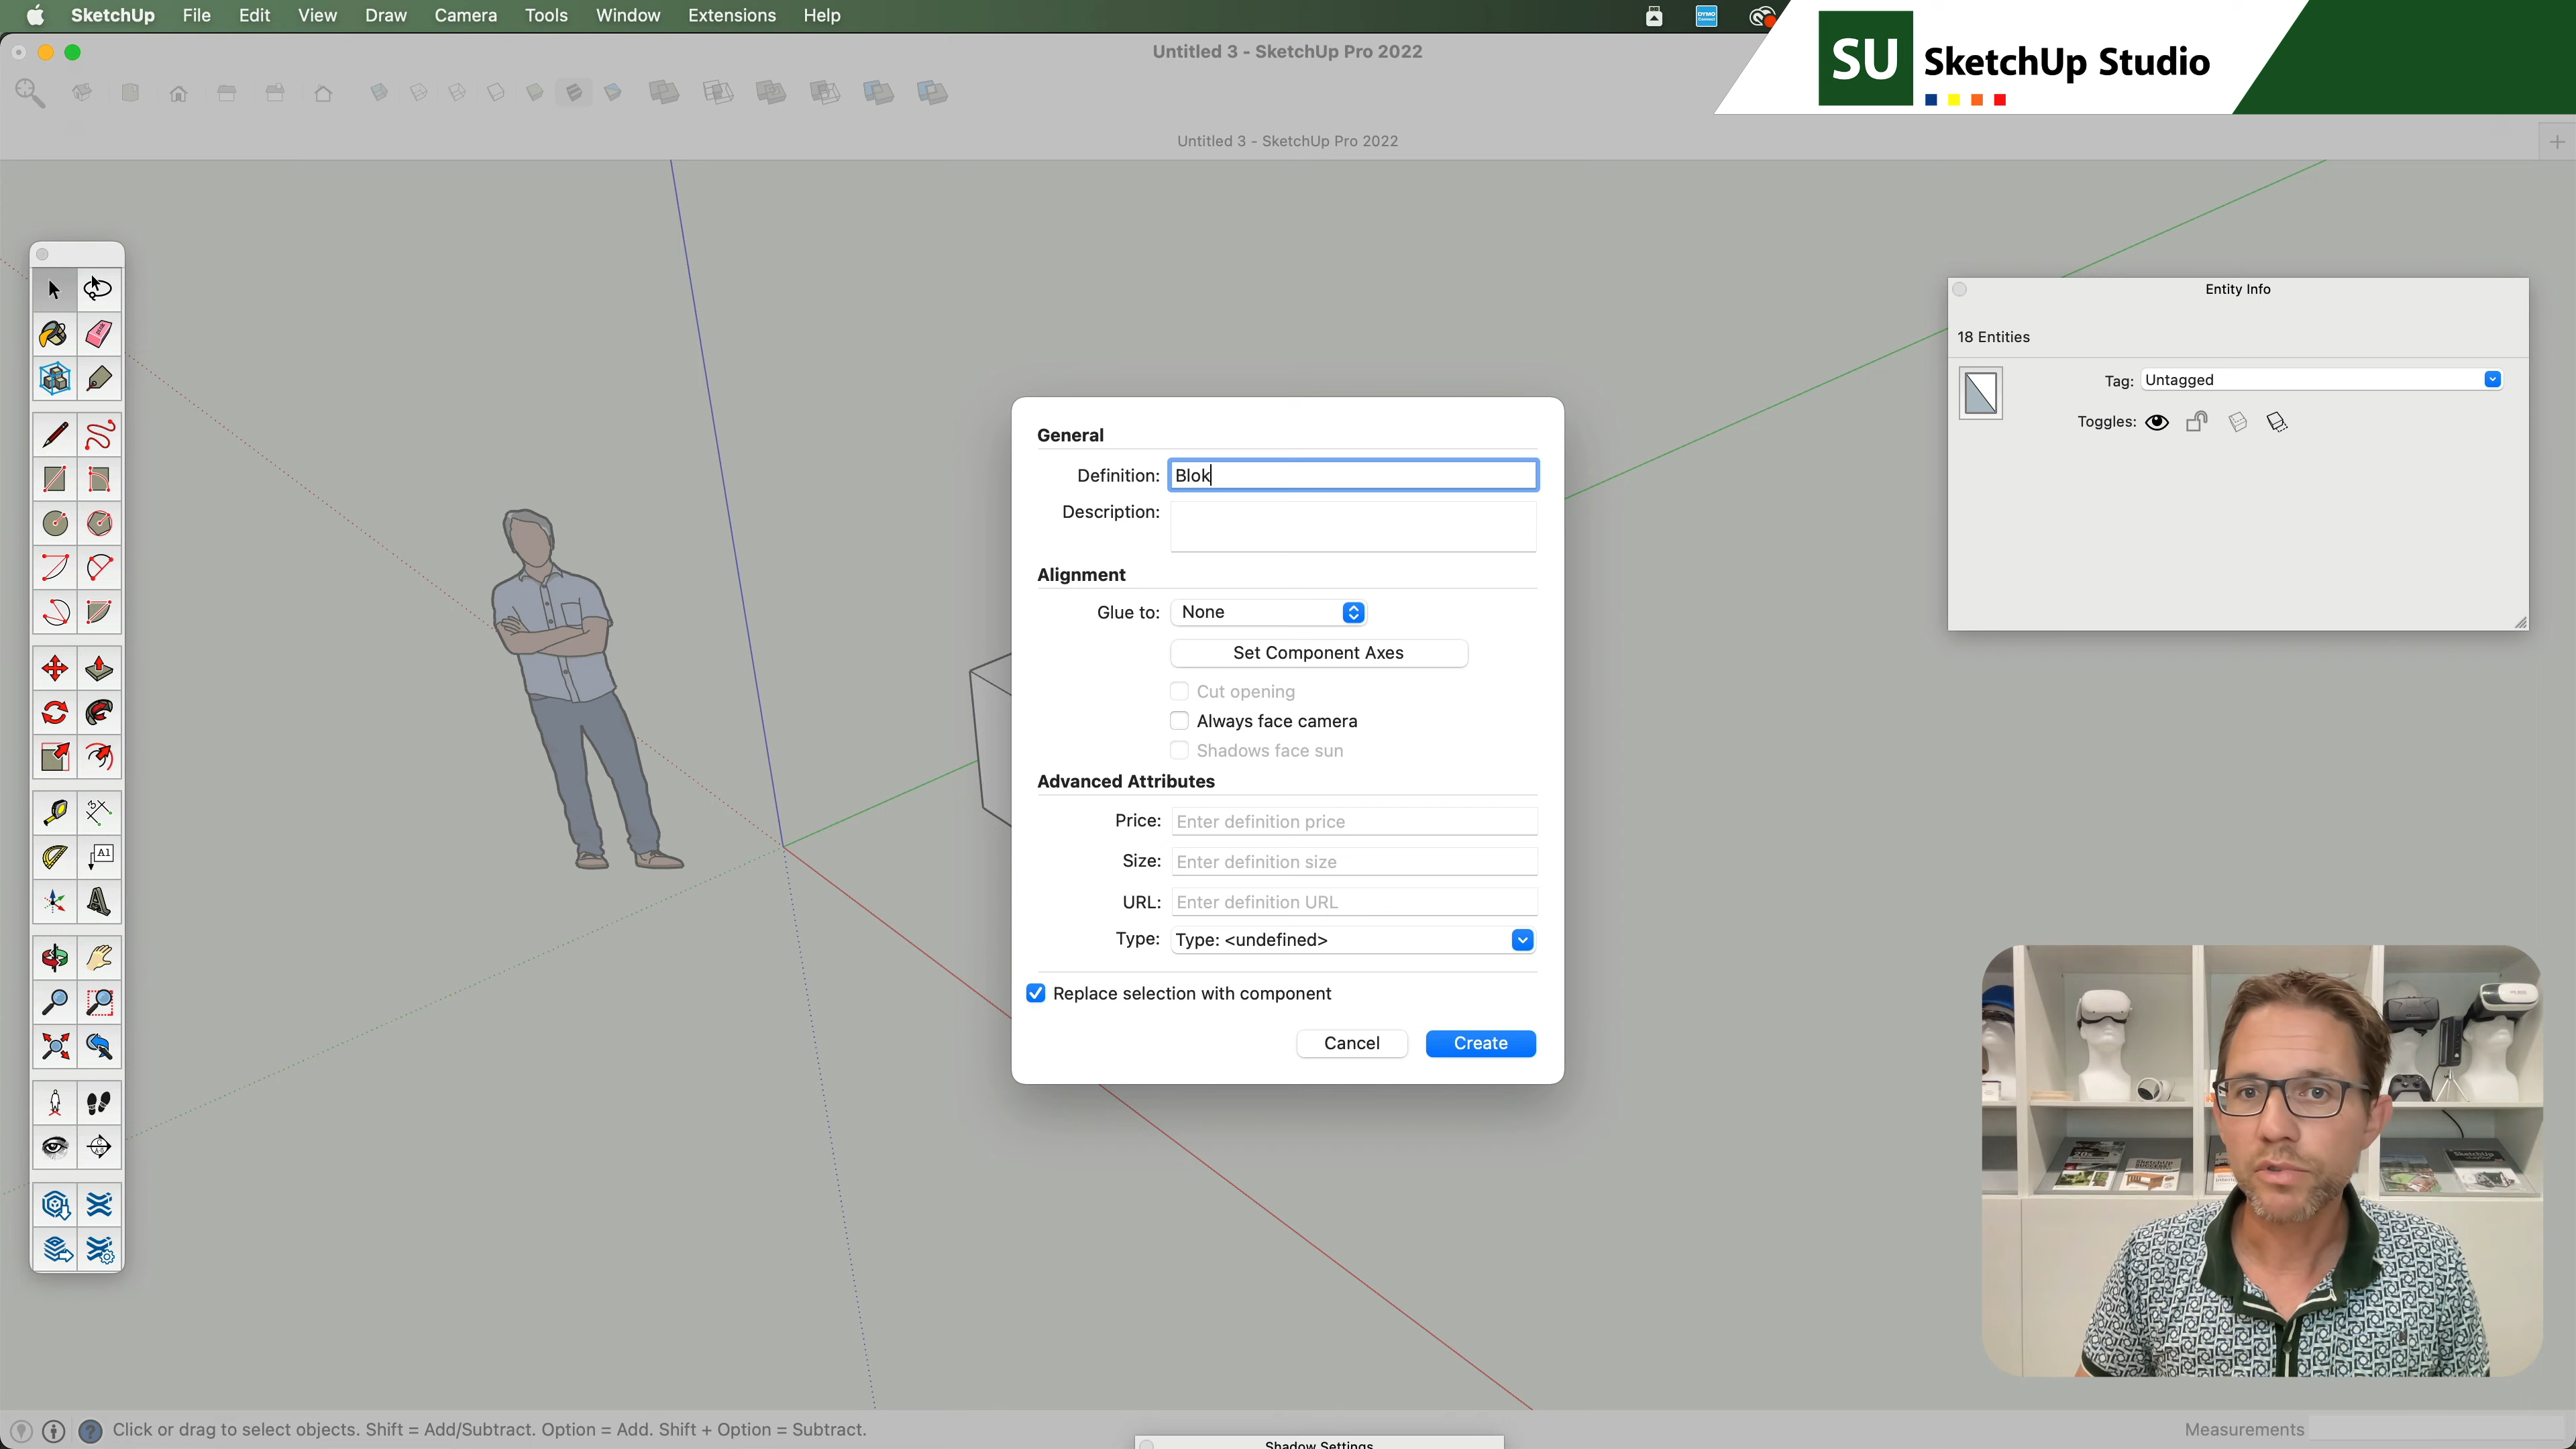 SketchUp File Edit View Draw Camera Tools Window Extensions Help
DYMO
Untitled 3 - SketchUp Pro 2022
SU SketchUp Studio
Untitled 3 - SketchUp Pro 2022
Entity Info
18 Entities
Tag: Untagged
Toggles:
General
Definition: Blok
Description:
Alignment
Glue to: None
Set Component Axes
Cut opening
Always face camera
Shadows face sun
Advanced Attributes
Price: Enter definition price
Size: Enter definition size
URL: Enter definition URL
Type: Type: <undefined>
Replace selection with component
Cancel Create
A1
SketchUp
Click or drag to select objects. Shift = Add/Subtract. Option = Add. Shift + Option = Subtract.
Measurements
Shadow Settings